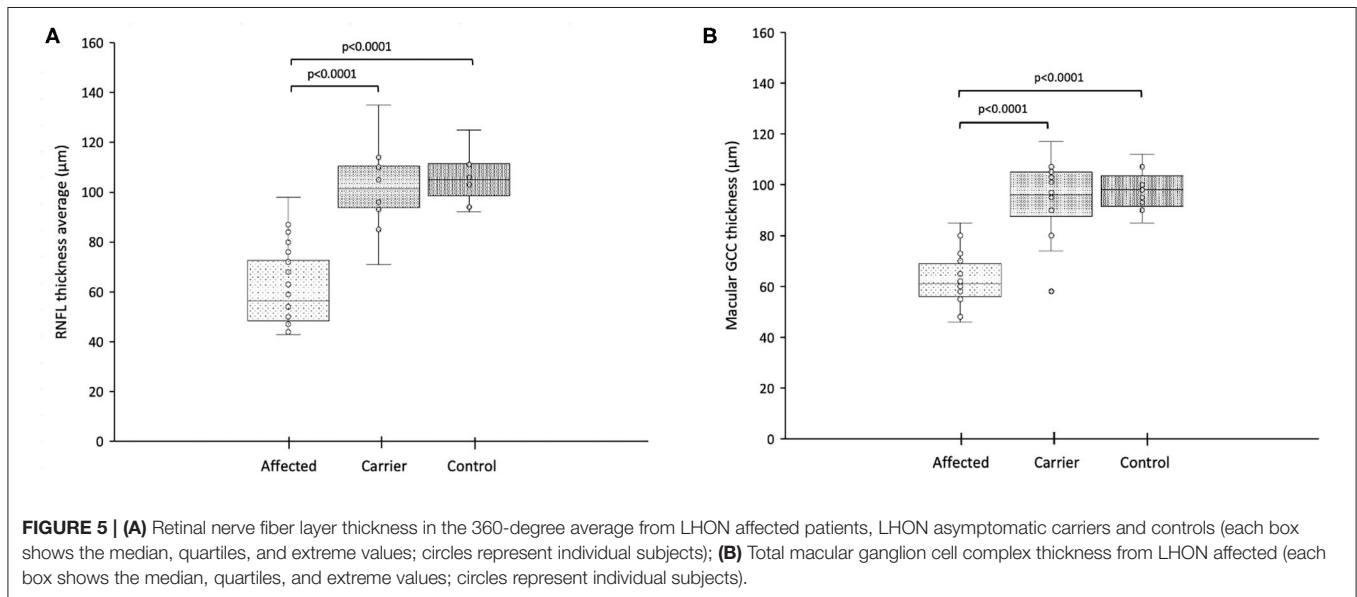 A
160
140
120
100
80
60
40
20
0
RNFL thickness average (µm)
p<0.0001
p<0.0001
Affected Carrier Control
B
160
140
120
100
80
60
40
20
0
Macular GCC thickness (µm)
p<0.0001
p<0.0001
Affected Carrier Control
FIGURE 5 | (A) Retinal nerve fiber layer thickness in the 360-degree average from LHON affected patients, LHON asymptomatic carriers and controls (each box
shows the median, quartiles, and extreme values; circles represent individual subjects); (B) Total macular ganglion cell complex thickness from LHON affected (each
box shows the median, quartiles, and extreme values; circles represent individual subjects).